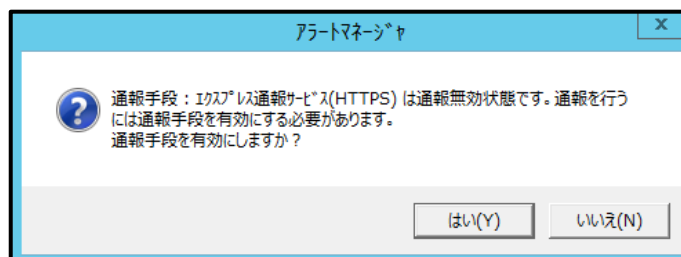 ｱﾗｰﾄﾏﾈｰｼﾞｬ
x
通報手段：ｴｸｽﾌﾟﾚｽ通報ｻｰﾋﾞｽ(HTTPS) は通報無効状態です。通報を行う
には通報手段を有効にする必要があります。
通報手段を有効にしますか？
はい(Y)
いいえ(N)